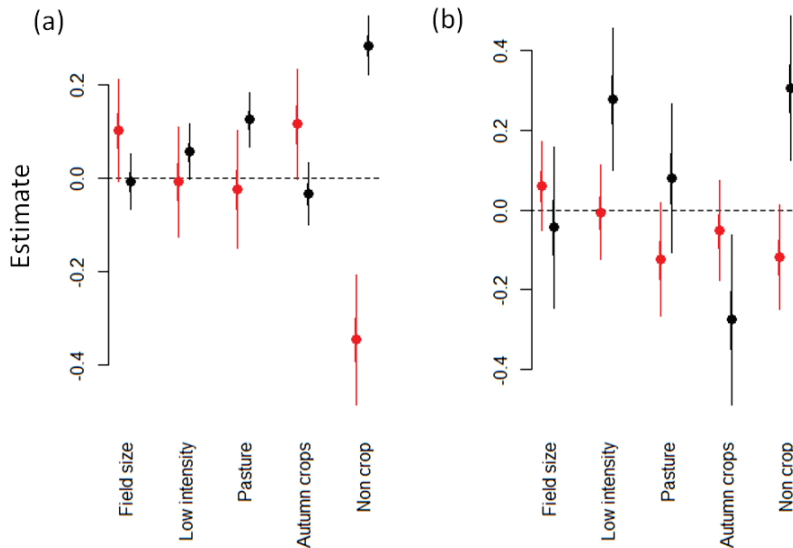 (a)
(b)
Estimate
0.2
0.0
-0.2
-0.4
0.4
0.2
0.0
-0.2
-0.4
Field size
Low intensity
Pasture
Autumn crops
Non crop
Field size
Low intensity
Pasture
Autumn crops
Non crop